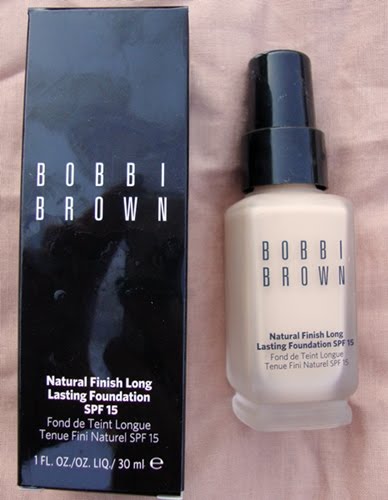 BOBBI
BROWN
Natural Finish Long
Lasting Foundation
SPF 15
Fond de Teint Longue
Tenue Fini Naturel SPF 15
1 FL. OZ./OZ. LIQ./ 30 ml ℮
BOBBI
BROWN
Natural Finish Long
Lasting Foundation SPF 15
Fond de Teint Longue
Tenue Fini Naturel SPF 15